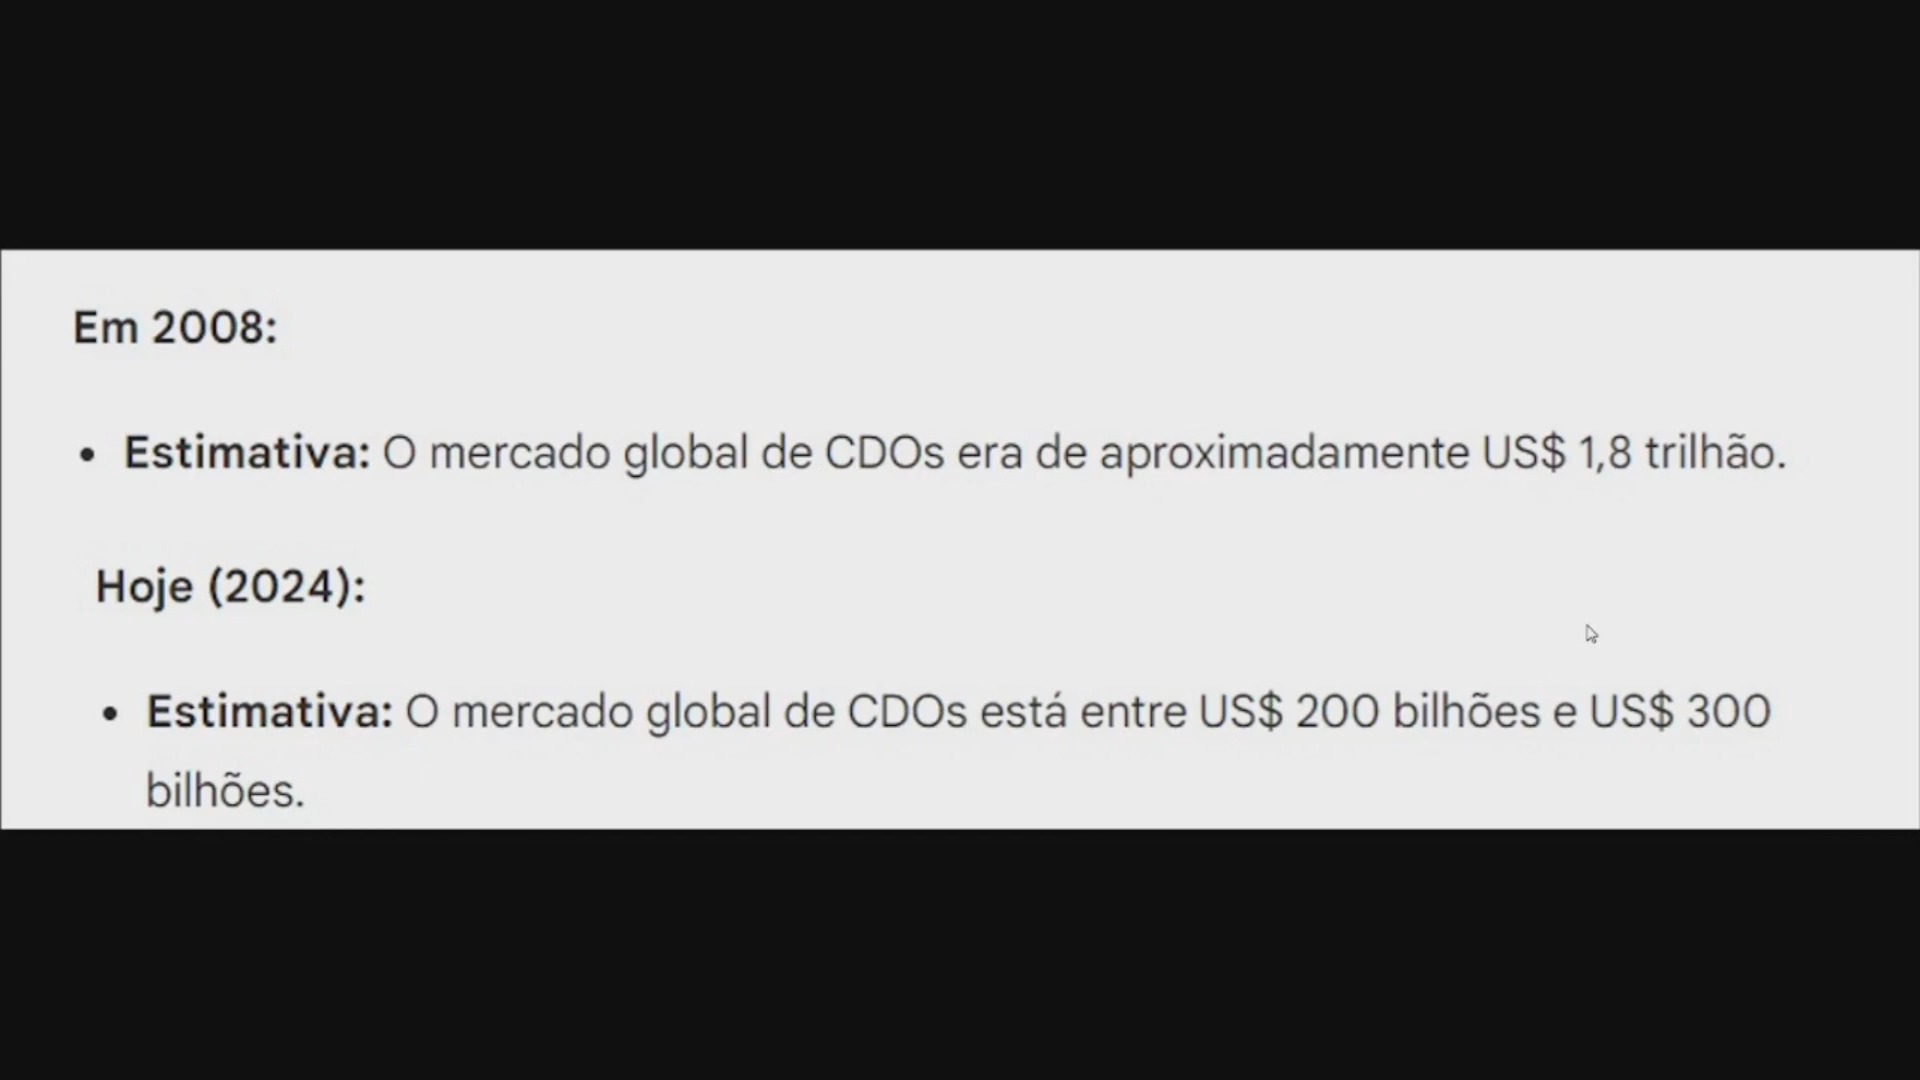 Em 2008:
• Estimativa: O mercado global de CDOs era de aproximadamente US$ 1,8 trilhão.
Hoje (2024):
• Estimativa: O mercado global de CDOs está entre US$ 200 bilhões e US$ 300
bilhões.